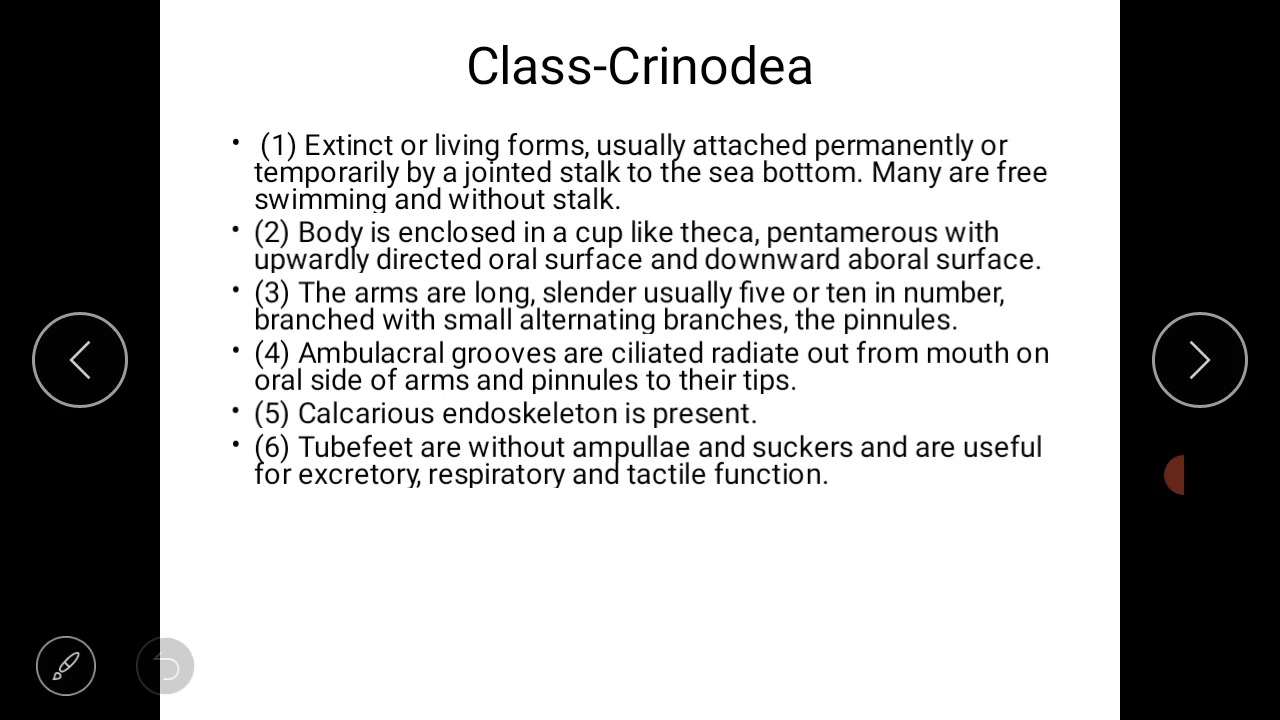 Class-Crinodea
• (1) Extinct or living forms, usually attached permanently or
temporarily by a jointed stalk to the sea bottom. Many are free
swimming and without stalk.
• (2) Body is enclosed in a cup like theca, pentamerous with
upwardly directed oral surface and downward aboral surface.
• (3) The arms are long, slender usually five or ten in number,
branched with small alternating branches, the pinnules.
• (4) Ambulacral grooves are ciliated radiate out from mouth on
oral side of arms and pinnules to their tips.
• (5) Calcarious endoskeleton is present.
• (6) Tubefeet are without ampullae and suckers and are useful
for excretory, respiratory and tactile function.